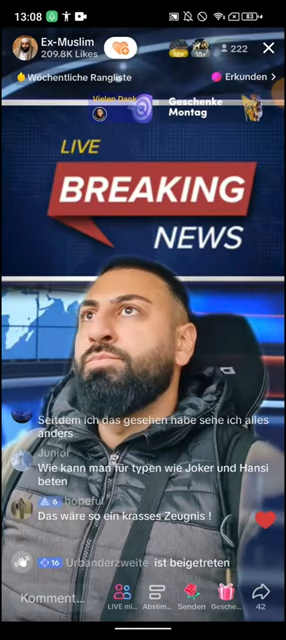 13:08
83
Ex-Muslim
209.8K Likes
222
Wöchentliche Rangliste
Erkunden >
Vielen Dank
Geschenke
Montag
LIVE
BREAKING
NEWS
Seitdem ich das gesehen habe sehe ich alles
anders
Junior
Wie kann man für typen wie Joker und Hansi
beten
6 hopeful
Das wäre so ein krasses Zeugnis !
16 Urbanderzweite ist beigetreten
Komment...
LIVE mi...
Abstim...
Senden
Gesche...
42